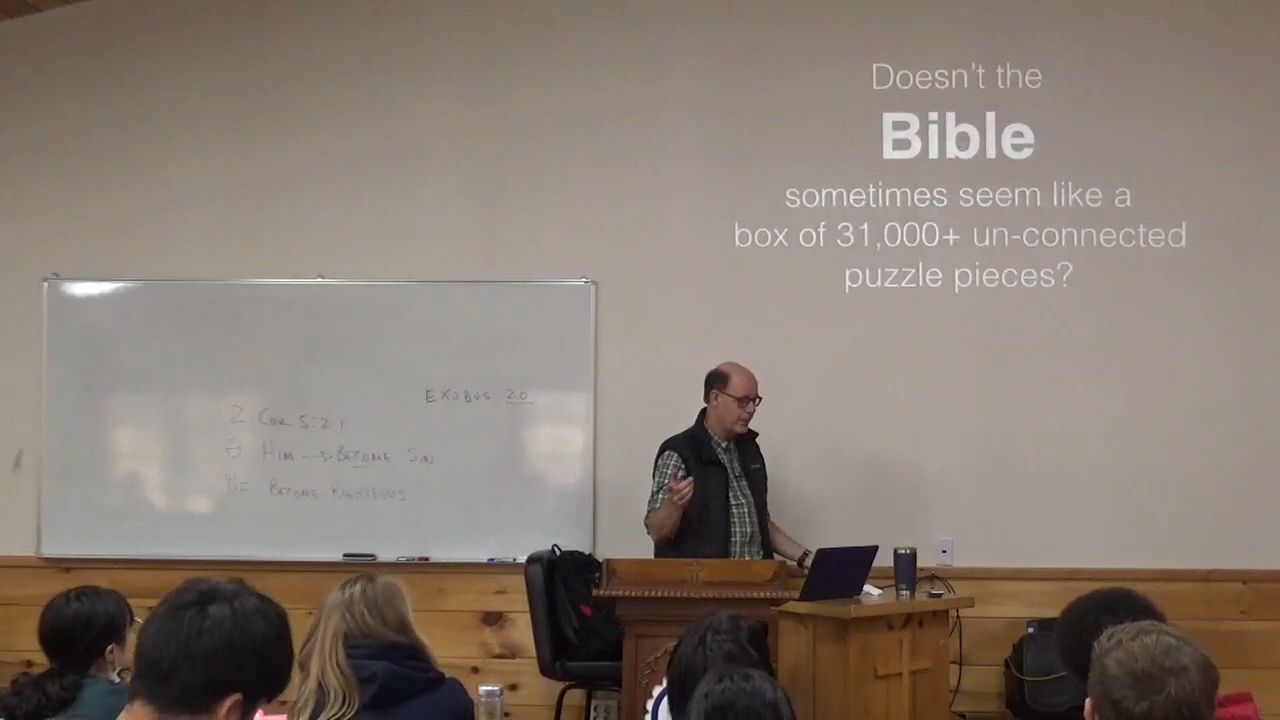 Doesn't the
Bible
sometimes seem like a
box of 31,000+ un-connected
puzzle pieces?
EXODUS 20
2 COR 5:21
HIM → BECOME SIN
WE BECOME RIGHTEOUS